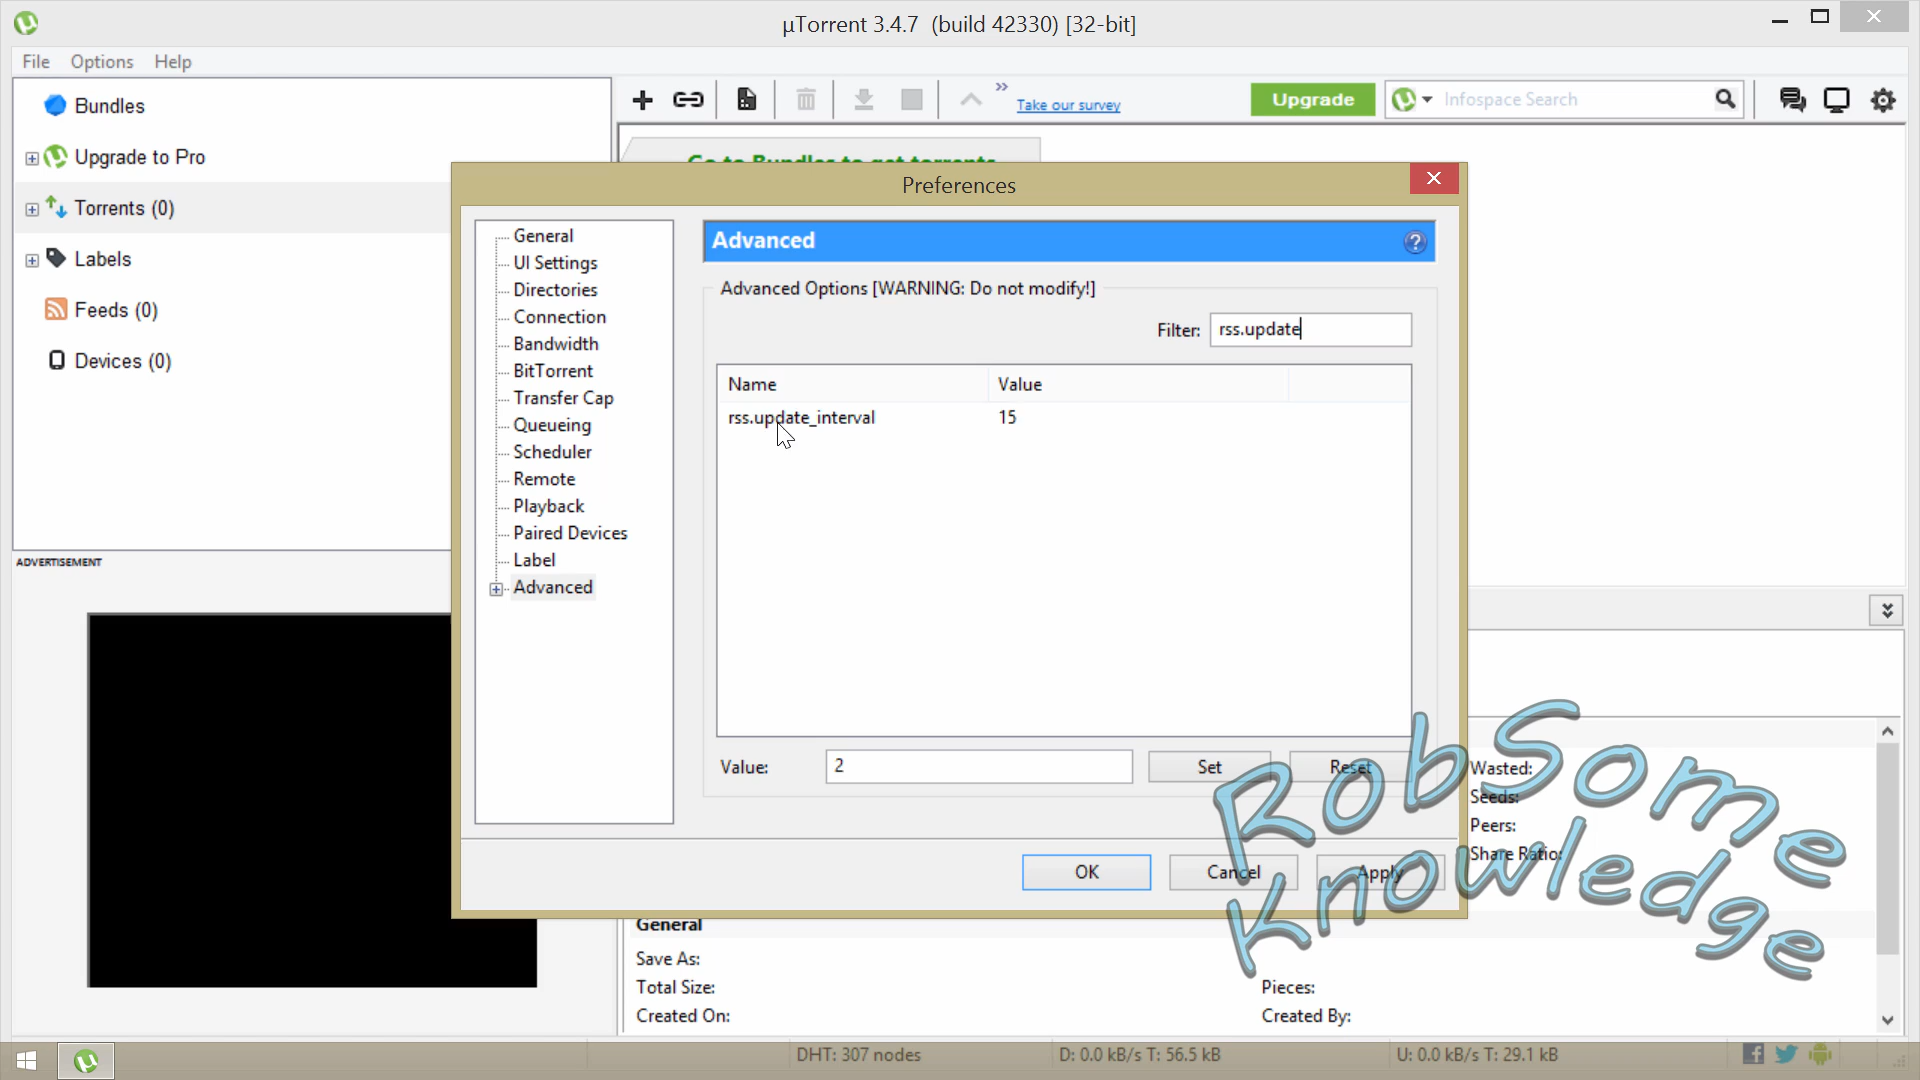 µTorrent 3.4.7 (build 42330) [32-bit]
File Options Help
Bundles
Upgrade to Pro
Torrents (0)
Labels
Feeds (0)
Devices (0)
ADVERTISEMENT
Take our survey
Upgrade
Infospace Search
Go to Bundles to get torrents
Preferences
General
UI Settings
Directories
Connection
Bandwidth
BitTorrent
Transfer Cap
Queueing
Scheduler
Remote
Playback
Paired Devices
Label
Advanced
Advanced
Advanced Options [WARNING: Do not modify!]
Filter: rss.update
Name Value
rss.update_interval 15
Value: 2 Set Reset
OK Cancel Apply
Wasted:
Seeds:
Peers:
Share Ratio:
RobSome
Knowledge
General
Save As:
Total Size: Pieces:
Created On: Created By:
DHT: 307 nodes D: 0.0 kB/s T: 56.5 kB U: 0.0 kB/s T: 29.1 kB